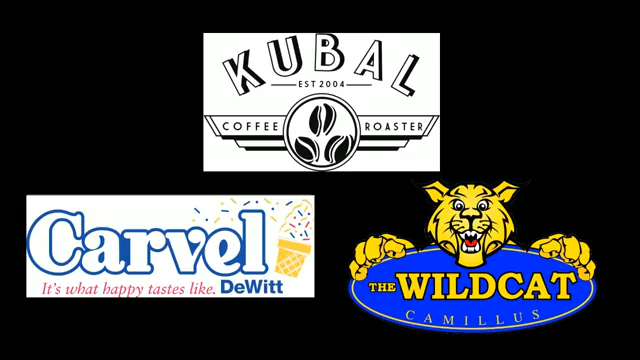 KUBAL
EST 2004
COFFEE ROASTER
Carvel
It's what happy tastes like. DeWitt
THE WILDCAT
CAMILLUS